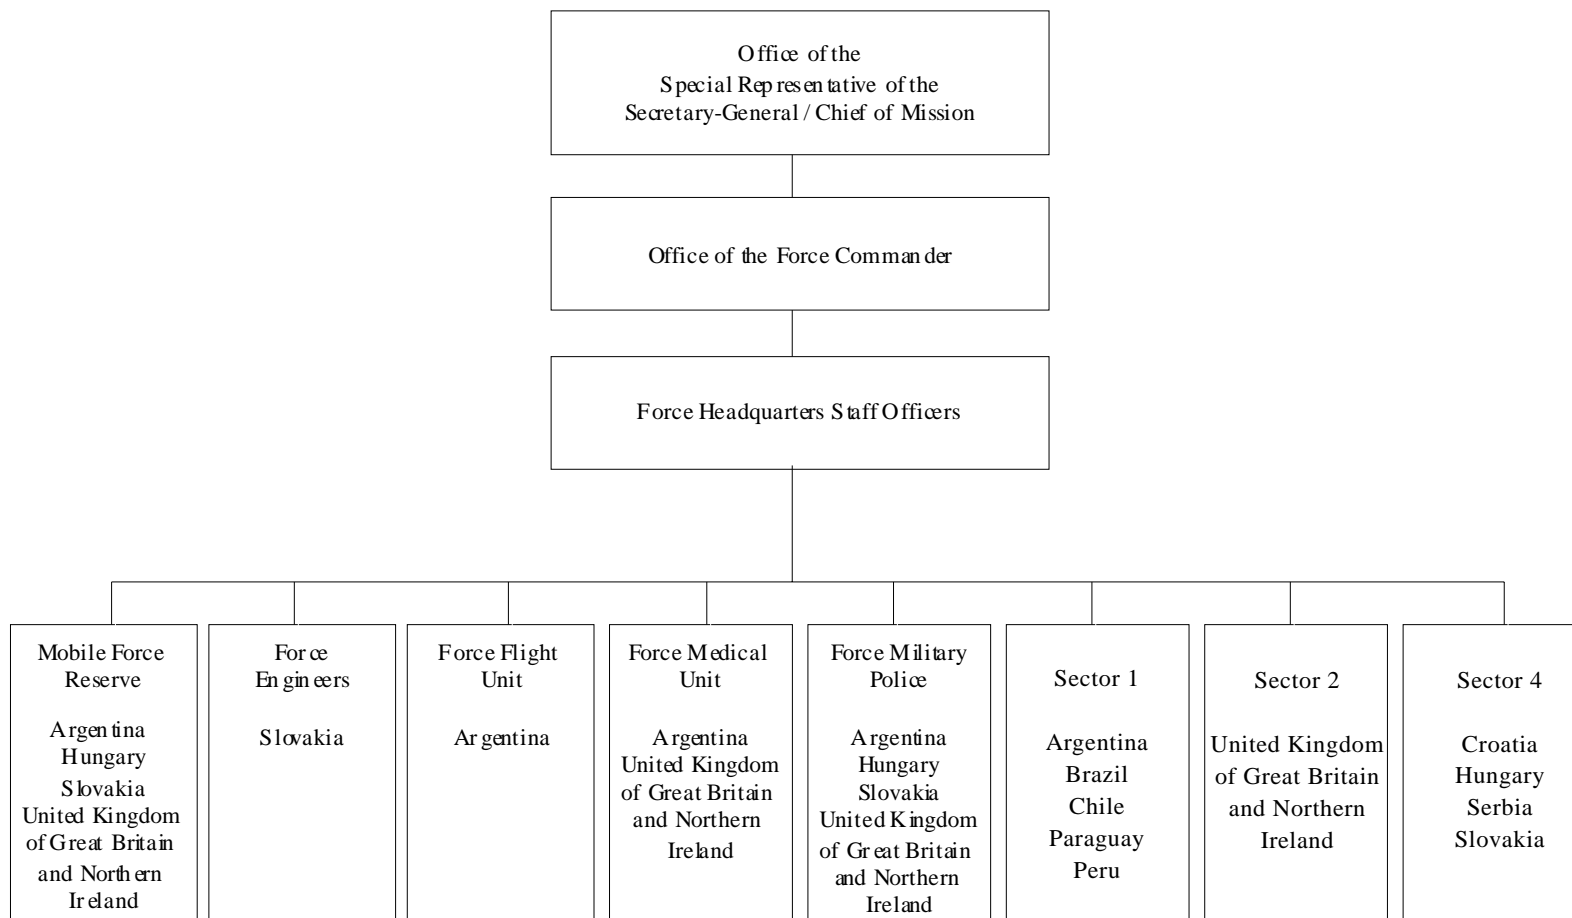 Office of the
Special Representative of the
Secretary-General / Chief of Mission
Office of the Force Commander
Force Headquarters Staff Officers
Mobile Force
Reserve
Argentina
Hungary
Slovakia
United Kingdom
of Great Britain
and Northern
Ireland
Force
Engineers
Slovakia
Force Flight
Unit
Argentina
Force Medical
Unit
Argentina
United Kingdom
of Great Britain
and Northern
Ireland
Force Military
Police
Argentina
Hungary
Slovakia
United Kingdom
of Great Britain
and Northern
Ireland
Sector 1
Argentina
Brazil
Chile
Paraguay
Peru
Sector 2
United Kingdom
of Great Britain
and Northern
Ireland
Sector 4
Croatia
Hungary
Serbia
Slovakia